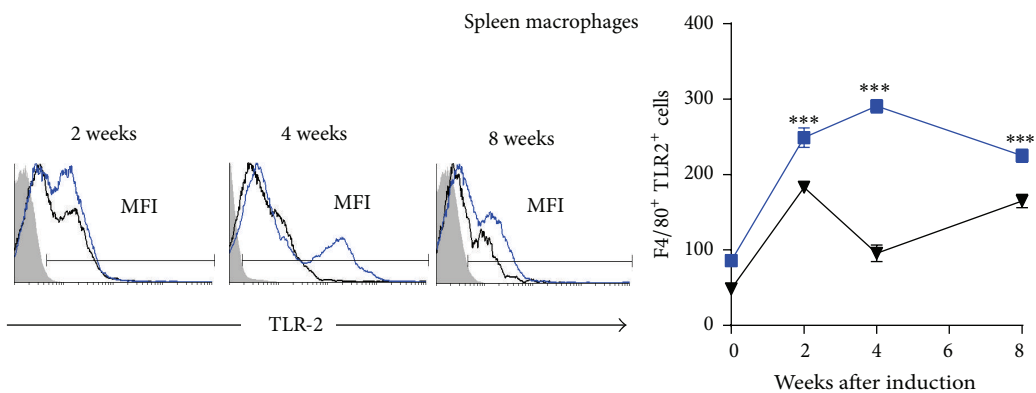 Spleen macrophages
2 weeks
4 weeks
8 weeks
MFI
MFI
MFI
TLR-2
F4/80+ TLR2+ cells
400
300
200
100
0
***
***
***
0
2
4
6
8
Weeks after induction